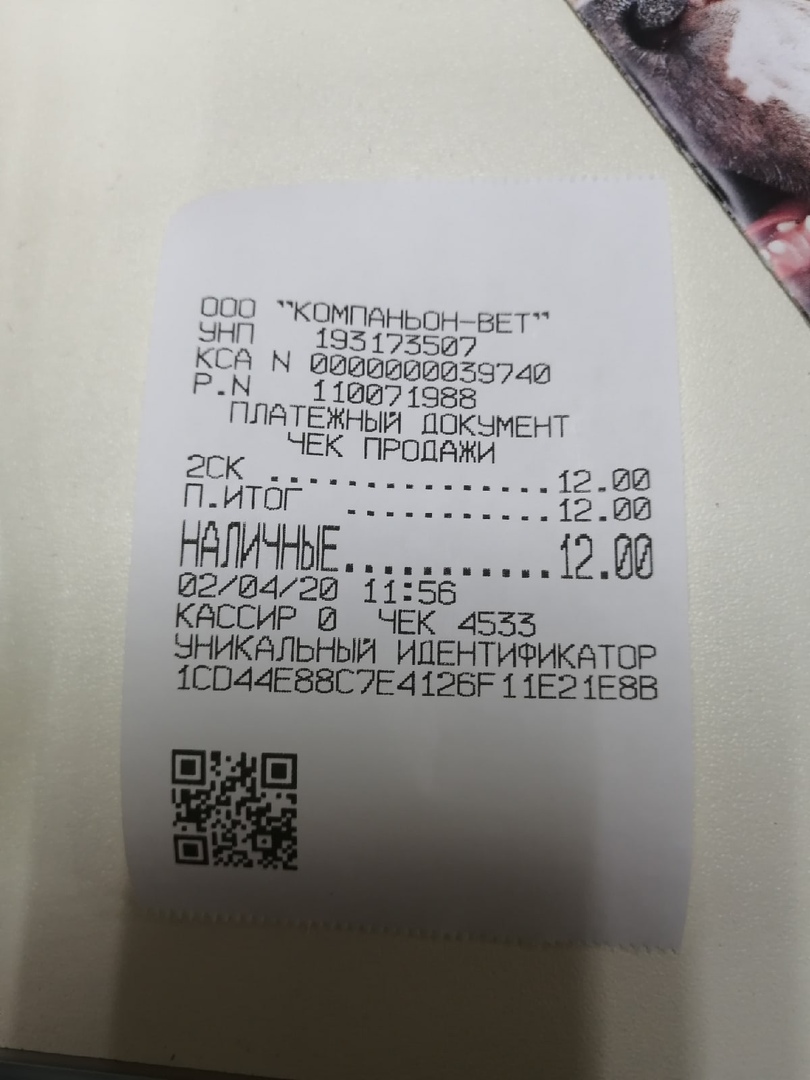 ООО "КОМПАНЬОН-ВЕТ"
УНП 193173507
КСА N 0000000039740
Р.N 110071988
ПЛАТЕЖНЫЙ ДОКУМЕНТ
ЧЕК ПРОДАЖИ
2СК ...............12.00
П.ИТОГ ...........12.00
НАЛИЧНЫЕ...........12.00
02/04/20 11:56
КАССИР 0 ЧЕК 4533
УНИКАЛЬНЫЙ ИДЕНТИФИКАТОР
1CD44E88C7E4126F11E21E8B